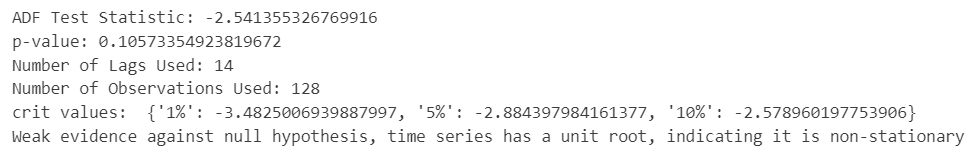 ADF Test Statistic: -2.541355326769916
p-value: 0.10573354923819672
Number of Lags Used: 14
Number of Observations Used: 128
crit values:  {'1%': -3.4825006939887997, '5%': -2.884397984161377, '10%': -2.578960197753906}
Weak evidence against null hypothesis, time series has a unit root, indicating it is non-stationary